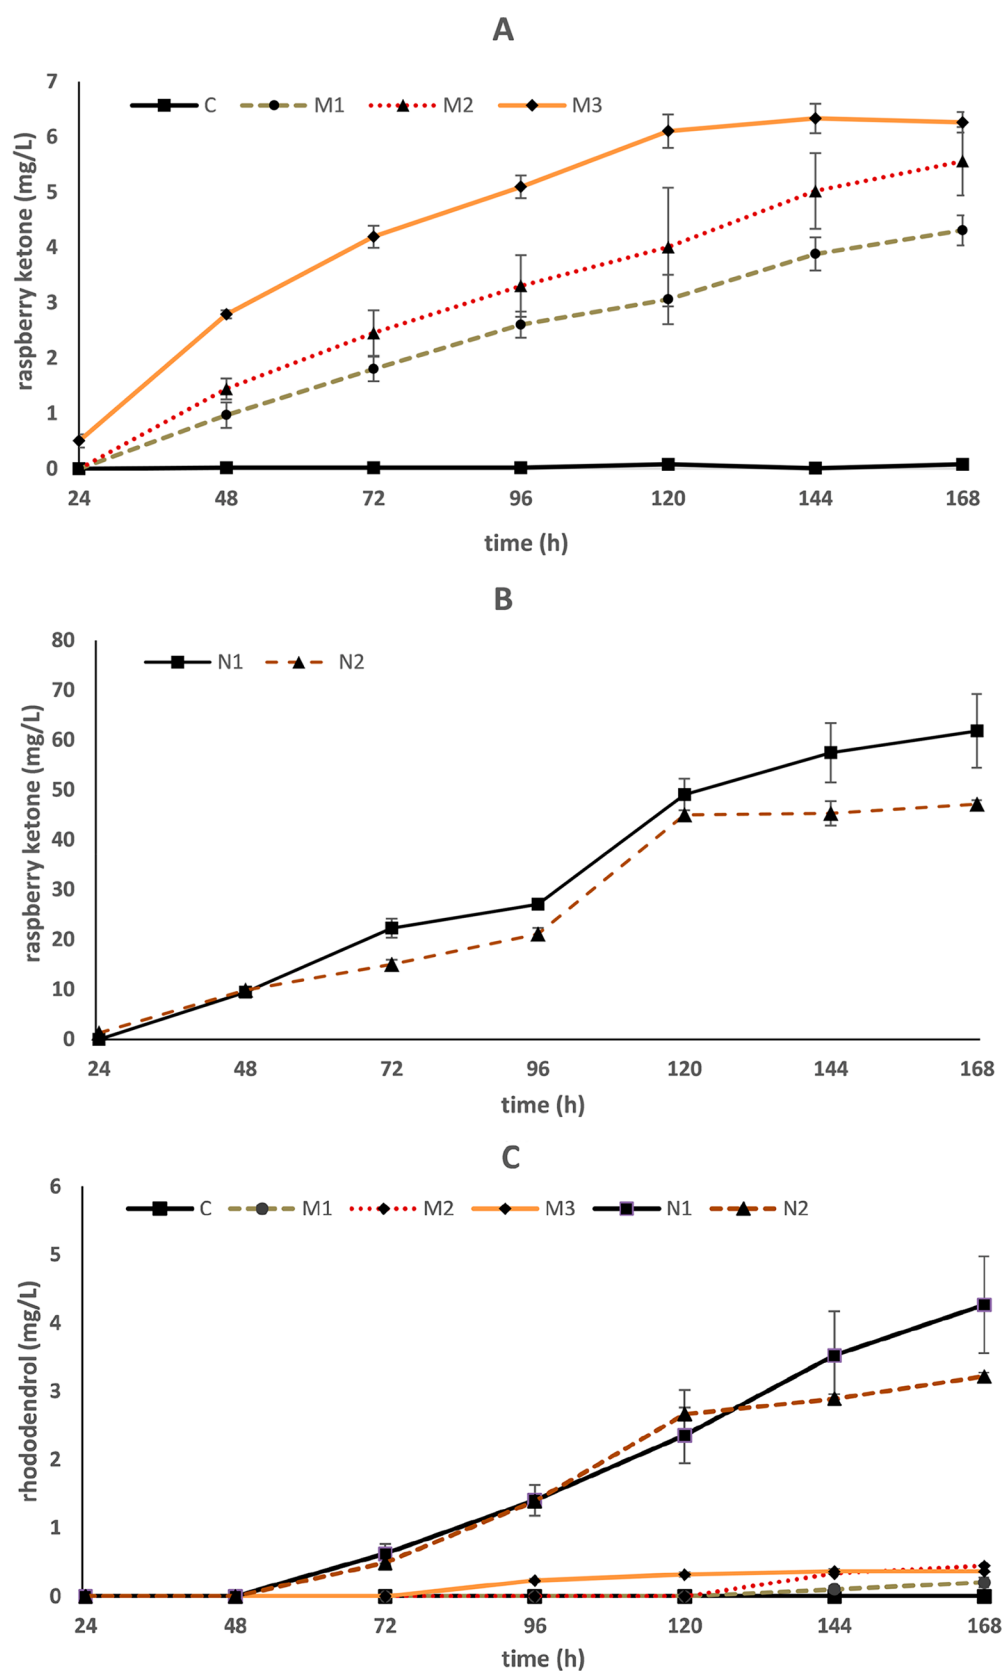 A
7
C M1 M2 M3
6
5
4
3
2
1
0
raspberry ketone (mg/L)
24 48 72 96 120 144 168
time (h)
B
80
N1 N2
70
60
50
40
30
20
10
0
raspberry ketone (mg/L)
24 48 72 96 120 144 168
time (h)
C
6
C M1 M2 M3 N1 N2
5
4
3
2
1
0
rhododendrol (mg/L)
24 48 72 96 120 144 168
time (h)